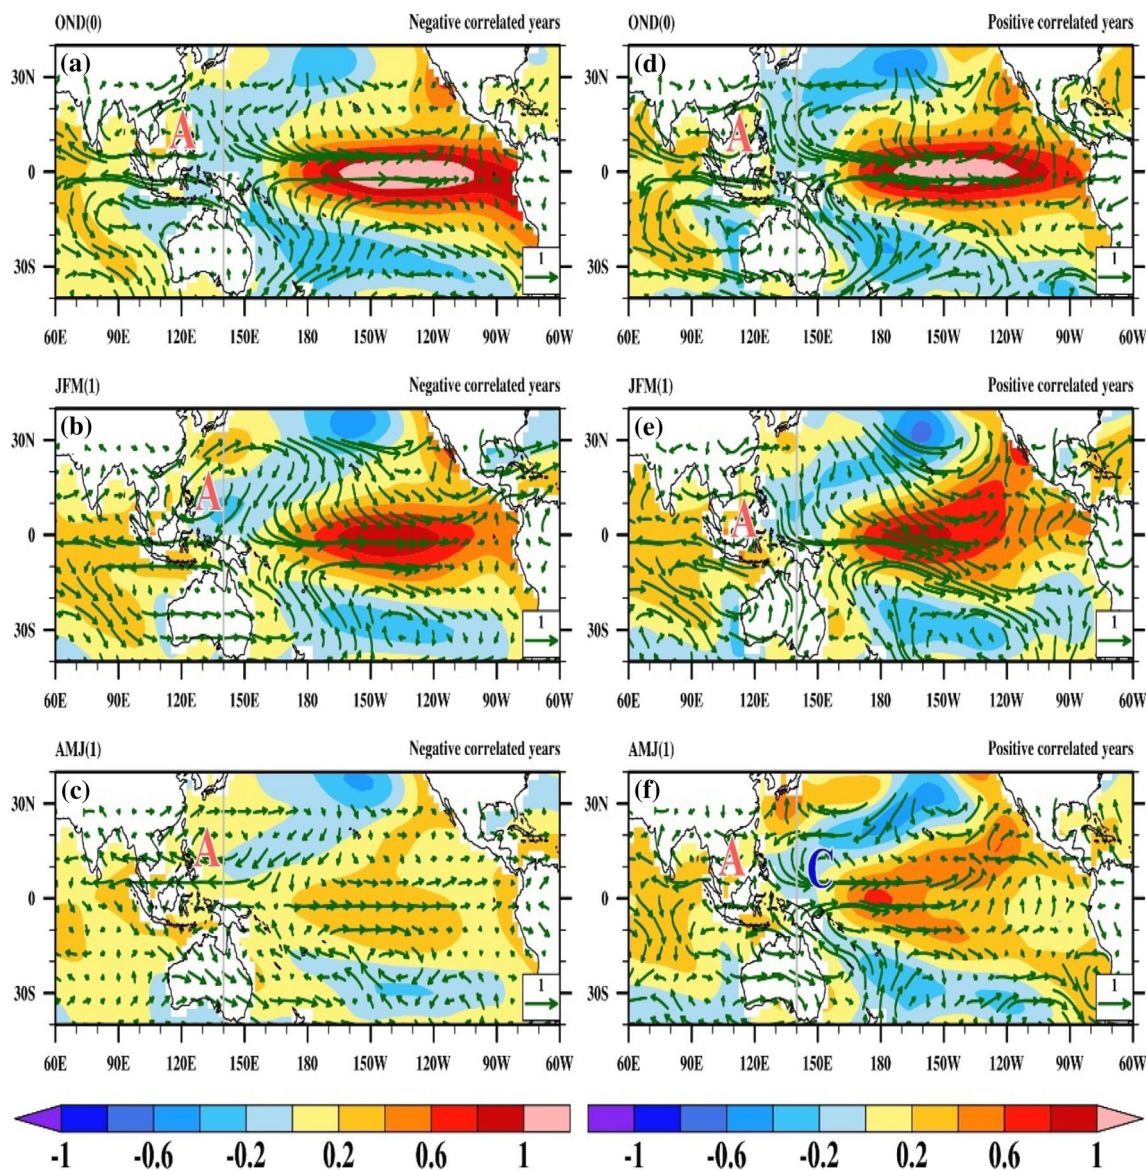 OND(0) Negative correlated years
(a)
A
30N
0
30S
1
60E 90E 120E 150E 180 150W 120W 90W 60W
OND(0) Positive correlated years
(d)
A
30N
0
30S
1
60E 90E 120E 150E 180 150W 120W 90W 60W
JFM(1) Negative correlated years
(b)
A
30N
0
30S
1
60E 90E 120E 150E 180 150W 120W 90W 60W
JFM(1) Positive correlated years
(e)
A
30N
0
30S
1
60E 90E 120E 150E 180 150W 120W 90W 60W
AMJ(1) Negative correlated years
(c)
A
30N
0
30S
1
60E 90E 120E 150E 180 150W 120W 90W 60W
AMJ(1) Positive correlated years
(f)
A C
30N
0
30S
1
60E 90E 120E 150E 180 150W 120W 90W 60W
-1 -0.6 -0.2 0.2 0.6 1
-1 -0.6 -0.2 0.2 0.6 1